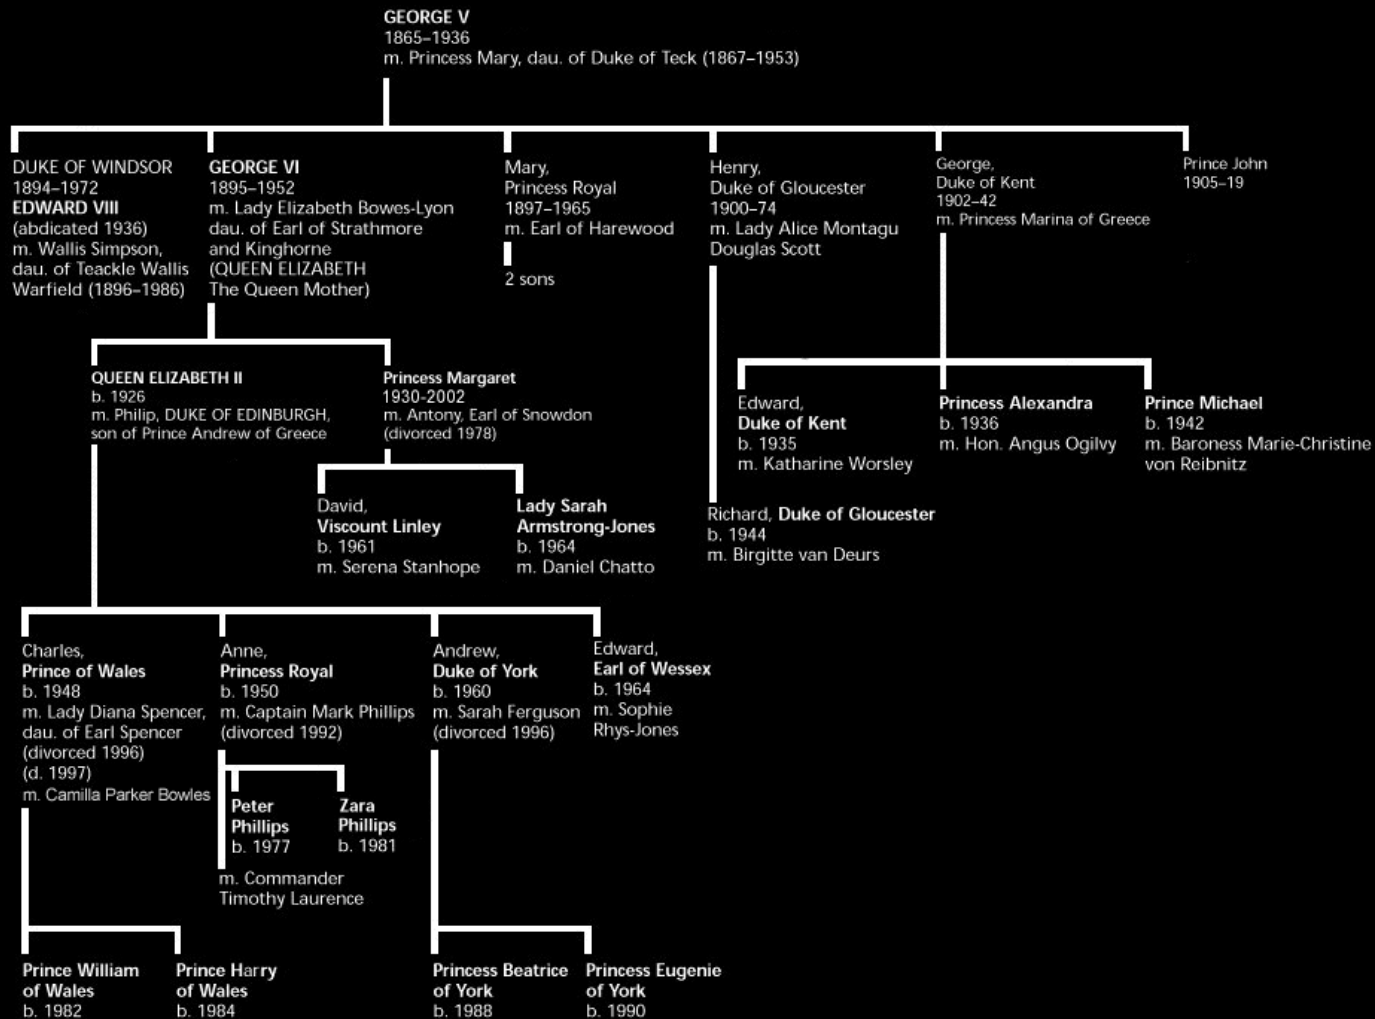 GEORGE V
1865–1936
m. Princess Mary, dau. of Duke of Teck (1867–1953)
DUKE OF WINDSOR
1894–1972
EDWARD VIII
(abdicated 1936)
m. Wallis Simpson,
dau. of Teackle Wallis
Warfield (1896–1986)
GEORGE VI
1895–1952
m. Lady Elizabeth Bowes-Lyon
dau. of Earl of Strathmore
and Kinghorne
(QUEEN ELIZABETH
The Queen Mother)
Mary,
Princess Royal
1897–1965
m. Earl of Harewood
2 sons
Henry,
Duke of Gloucester
1900–74
m. Lady Alice Montagu
Douglas Scott
George,
Duke of Kent
1902–42
m. Princess Marina of Greece
Prince John
1905–19
QUEEN ELIZABETH II
b. 1926
m. Philip, DUKE OF EDINBURGH,
son of Prince Andrew of Greece
Princess Margaret
1930-2002
m. Antony, Earl of Snowdon
(divorced 1978)
Edward,
Duke of Kent
b. 1935
m. Katharine Worsley
Princess Alexandra
b. 1936
m. Hon. Angus Ogilvy
Prince Michael
b. 1942
m. Baroness Marie-Christine
von Reibnitz
David,
Viscount Linley
b. 1961
m. Serena Stanhope
Lady Sarah
Armstrong-Jones
b. 1964
m. Daniel Chatto
Richard, Duke of Gloucester
b. 1944
m. Birgitte van Deurs
Charles,
Prince of Wales
b. 1948
m. Lady Diana Spencer,
dau. of Earl Spencer
(divorced 1996)
(d. 1997)
m. Camilla Parker Bowles
Anne,
Princess Royal
b. 1950
m. Captain Mark Phillips
(divorced 1992)
Andrew,
Duke of York
b. 1960
m. Sarah Ferguson
(divorced 1996)
Edward,
Earl of Wessex
b. 1964
m. Sophie
Rhys-Jones
Peter
Phillips
b. 1977
Zara
Phillips
b. 1981
m. Commander
Timothy Laurence
Prince William
of Wales
b. 1982
Prince Harry
of Wales
b. 1984
Princess Beatrice
of York
b. 1988
Princess Eugenie
of York
b. 1990